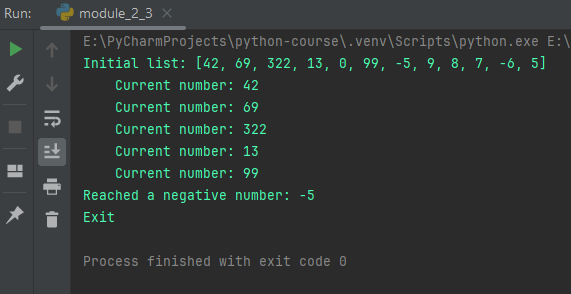 Run: module_2_3
E:\PyCharmProjects\python-course\.venv\Scripts\python.exe E:\
Initial list: [42, 69, 322, 13, 0, 99, -5, 9, 8, 7, -6, 5]
    Current number: 42
    Current number: 69
    Current number: 322
    Current number: 13
    Current number: 99
Reached a negative number: -5
Exit
Process finished with exit code 0